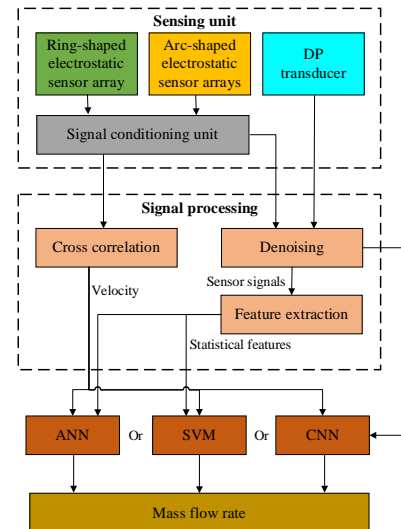 Sensing unit
Ring-shaped
electrostatic
sensor array
Arc-shaped
electrostatic
sensor arrays
DP
transducer
Signal conditioning unit
Signal processing
Cross correlation
Denoising
Velocity
Sensor signals
Feature extraction
Statistical features
ANN
Or
SVM
Or
CNN
Mass flow rate